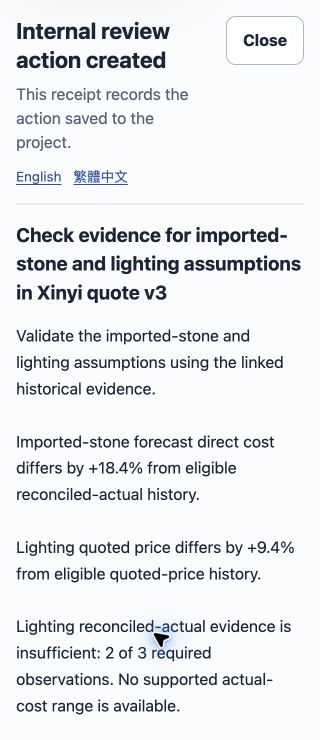 Internal review
action created
Close
This receipt records the
action saved to the
project.
English 繁體中文
Check evidence for imported-
stone and lighting assumptions
in Xinyi quote v3
Validate the imported-stone and
lighting assumptions using the linked
historical evidence.
Imported-stone forecast direct cost
differs by +18.4% from eligible
reconciled-actual history.
Lighting quoted price differs by +9.4%
from eligible quoted-price history.
Lighting reconciled-actual evidence is
insufficient: 2 of 3 required
observations. No supported actual-
cost range is available.